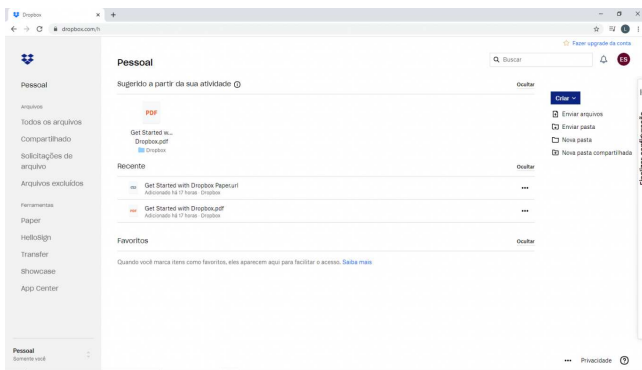 Dropbox
dropbox.com/h
Fazer upgrade da conta
Pessoal
Buscar
ES
Pessoal
Arquivos
Todos os arquivos
Compartilhado
Solicitações de
arquivo
Arquivos excluídos
Ferramentas
Paper
HelloSign
Transfer
Showcase
App Center
Pessoal
Somente você
Sugerido a partir da sua atividade
Ocultar
PDF
Get Started w...
Dropbox.pdf
Dropbox
Recente
Ocultar
Get Started with Dropbox Paper.url
Adicionado há 17 horas · Dropbox
Get Started with Dropbox.pdf
Adicionado há 17 horas · Dropbox
Favoritos
Ocultar
Quando você marca itens como favoritos, eles aparecem aqui para facilitar o acesso. Saiba mais
Criar
Enviar arquivos
Enviar pasta
Nova pasta
Nova pasta compartilhada
Privacidade